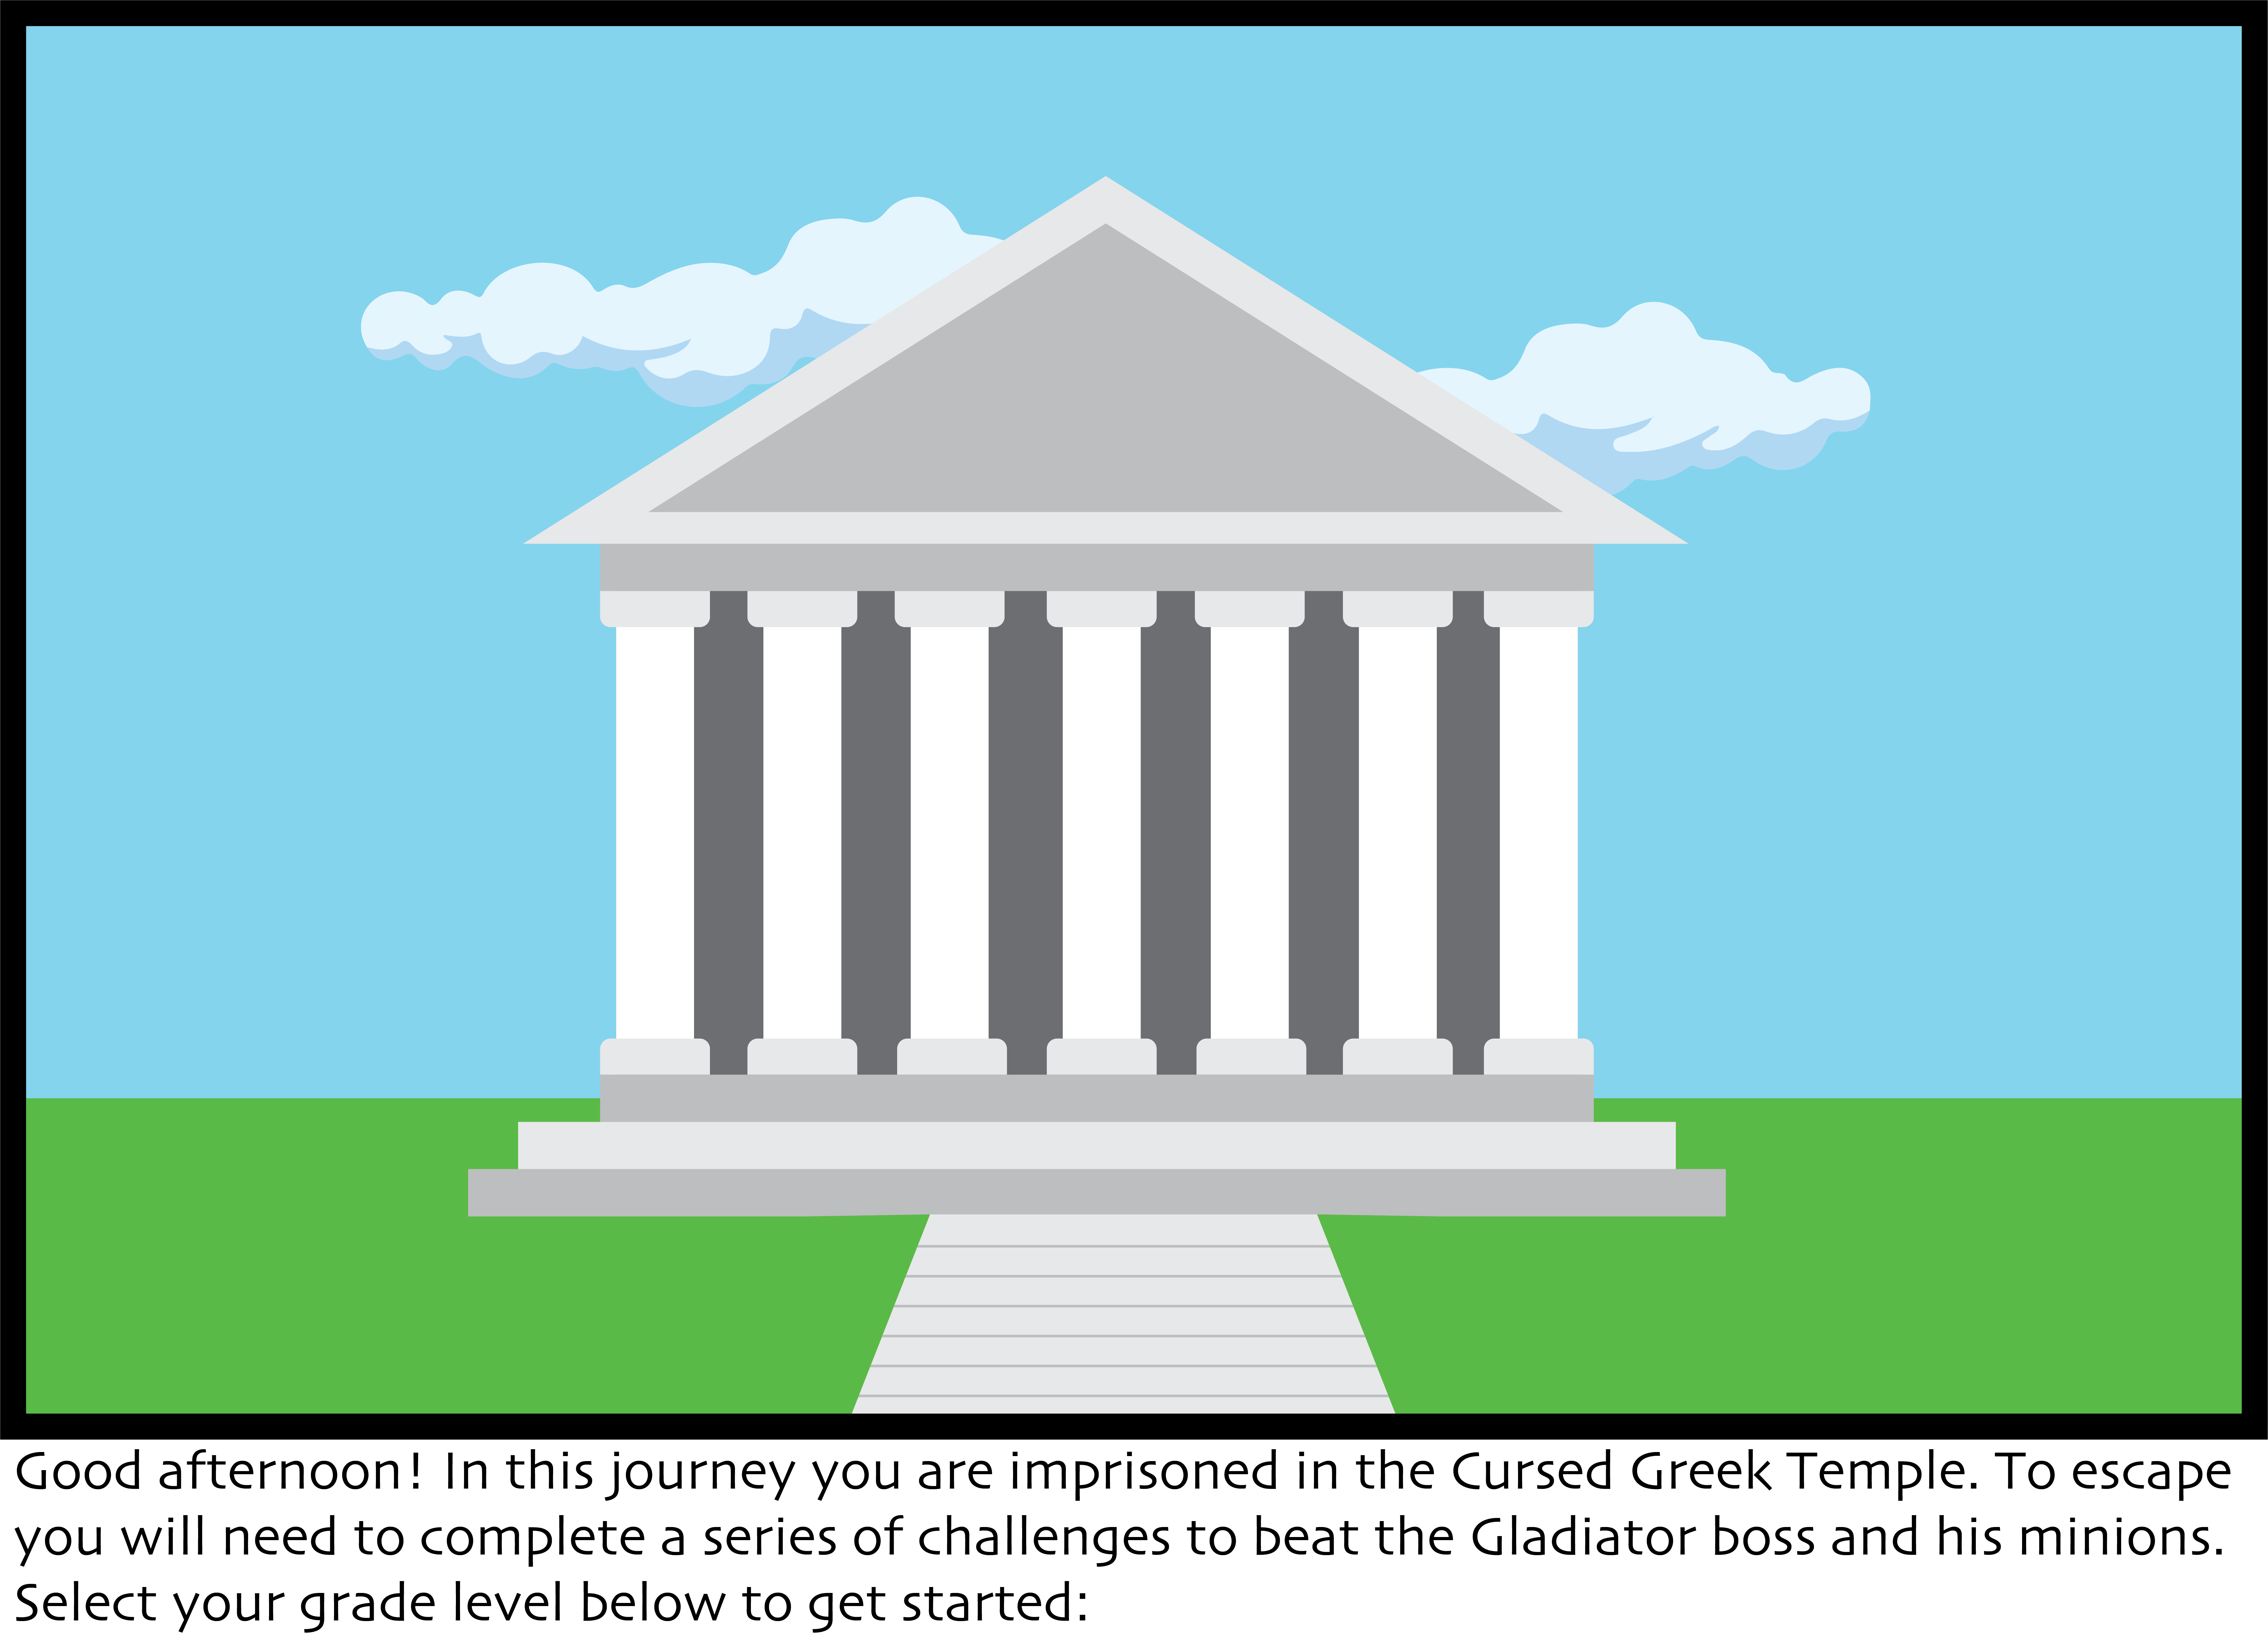 Good afternoon! In this journey you are imprisoned in the Cursed Greek Temple. To escape
you will need to complete a series of challenges to beat the Gladiator boss and his minions.
Select your grade level below to get started: